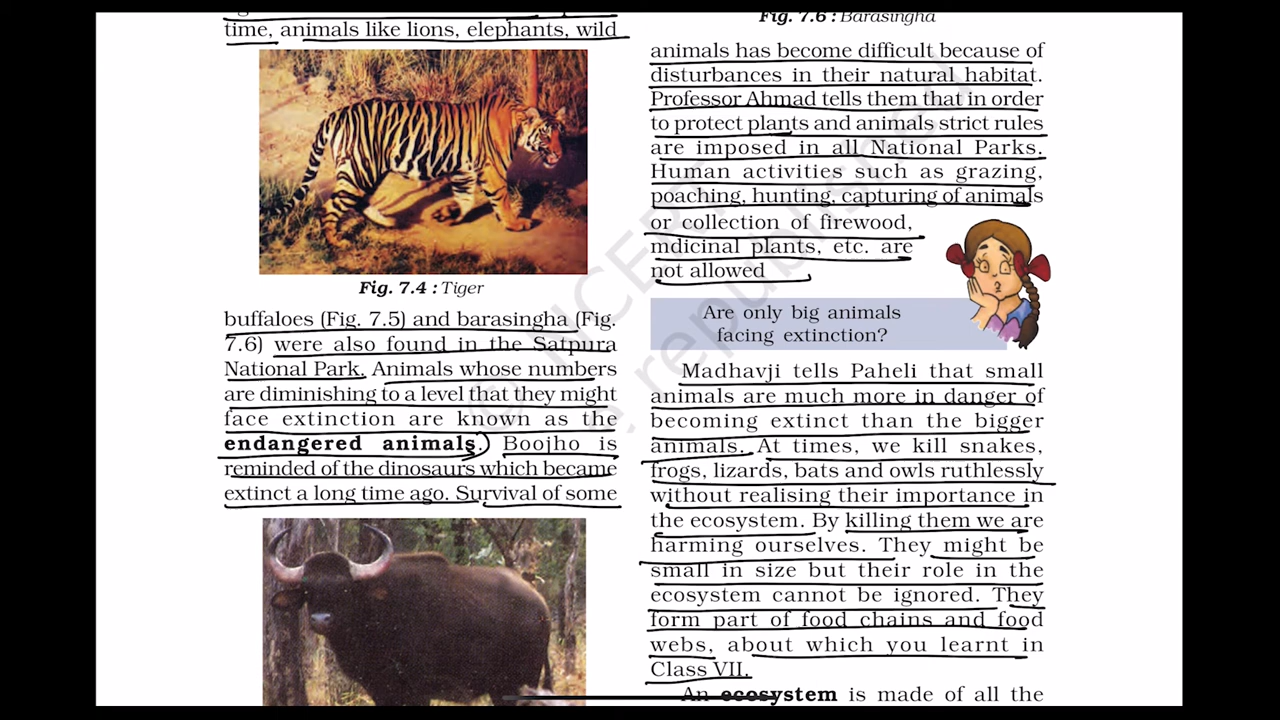 time, animals like lions, elephants, wild
Fig. 7.4 : Tiger
buffaloes (Fig. 7.5) and barasingha (Fig.
7.6) were also found in the Satpura
National Park. Animals whose numbers
are diminishing to a level that they might
face extinction are known as the
endangered animals. Boojho is
reminded of the dinosaurs which became
extinct a long time ago. Survival of some
Fig. 7.6 : Barasingha
animals has become difficult because of
disturbances in their natural habitat.
Professor Ahmad tells them that in order
to protect plants and animals strict rules
are imposed in all National Parks.
Human activities such as grazing,
poaching, hunting, capturing of animals
or collection of firewood,
mdicinal plants, etc. are
not allowed
Are only big animals
facing extinction?
Madhavji tells Paheli that small
animals are much more in danger of
becoming extinct than the bigger
animals. At times, we kill snakes,
frogs, lizards, bats and owls ruthlessly
without realising their importance in
the ecosystem. By killing them we are
harming ourselves. They might be
small in size but their role in the
ecosystem cannot be ignored. They
form part of food chains and food
webs, about which you learnt in
Class VII.
An ecosystem is made of all the
© NCERT
republished